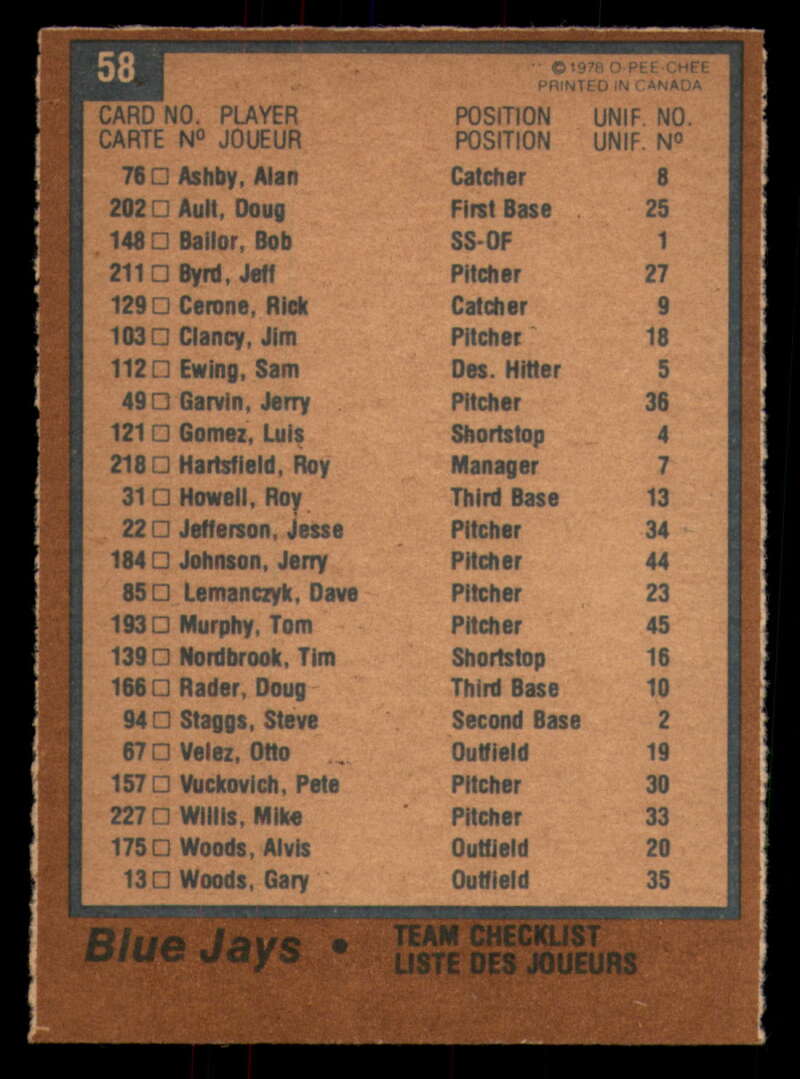 58
© 1978 O-PEE-CHEE
PRINTED IN CANADA
CARD NO. PLAYER POSITION UNIF. NO.
CARTE Nº JOUEUR POSITION UNIF. Nº
76 □ Ashby, Alan Catcher 8
202 □ Ault, Doug First Base 25
148 □ Bailor, Bob SS-OF 1
211 □ Byrd, Jeff Pitcher 27
129 □ Cerone, Rick Catcher 9
103 □ Clancy, Jim Pitcher 18
112 □ Ewing, Sam Des. Hitter 5
49 □ Garvin, Jerry Pitcher 36
121 □ Gomez, Luis Shortstop 4
218 □ Hartsfield, Roy Manager 7
31 □ Howell, Roy Third Base 13
22 □ Jefferson, Jesse Pitcher 34
184 □ Johnson, Jerry Pitcher 44
85 □ Lemanczyk, Dave Pitcher 23
193 □ Murphy, Tom Pitcher 45
139 □ Nordbrook, Tim Shortstop 16
166 □ Rader, Doug Third Base 10
94 □ Staggs, Steve Second Base 2
67 □ Velez, Otto Outfield 19
157 □ Vuckovich, Pete Pitcher 30
227 □ Willis, Mike Pitcher 33
175 □ Woods, Alvis Outfield 20
13 □ Woods, Gary Outfield 35
Blue Jays • TEAM CHECKLIST
LISTE DES JOUEURS